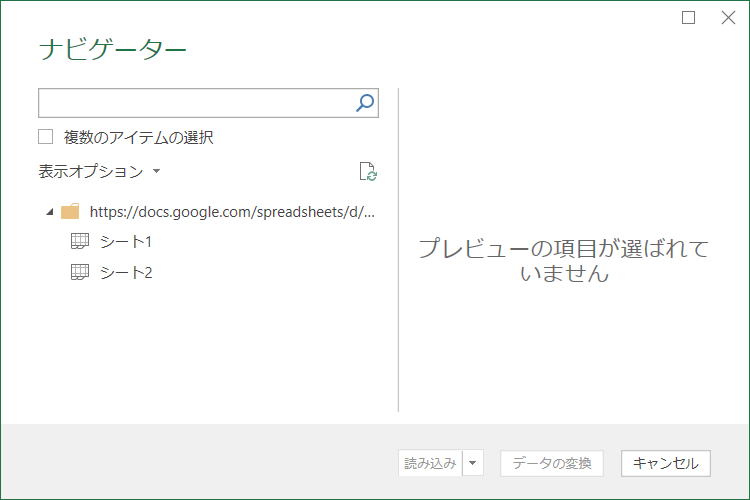 ナビゲーター
複数のアイテムの選択
表示オプション
https://docs.google.com/spreadsheets/d/...
シート1
シート2
プレビューの項目が選ばれて
いません
読み込み
データの変換
キャンセル